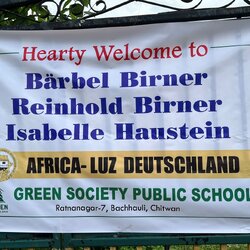 Hearty Welcome to
Bärbel Birner
Reinhold Birner
Isabelle Haustein
AFRICA- LUZ DEUTSCHLAND
GREEN SOCIETY PUBLIC SCHOOL
Ratnanagar-7, Bachhauli, Chitwan